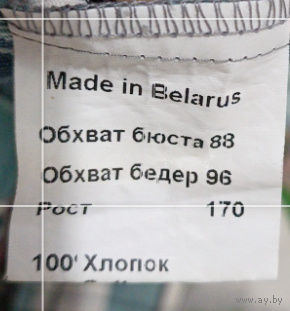 Made in Belarus
Обхват бюста 88
Обхват бедер 96
Рост 170
100' Хлопок
www.ay.by